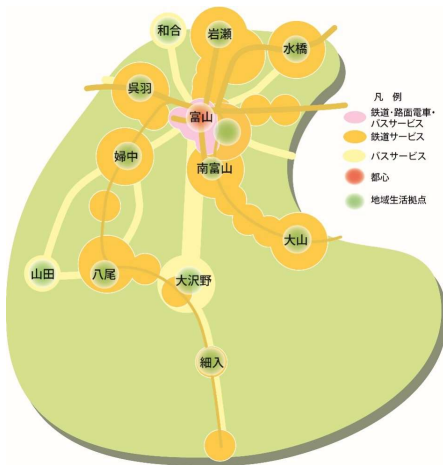 和合
岩瀬
水橋
呉羽
富山
婦中
南富山
大山
山田
八尾
大沢野
細入
凡 例
鉄道・路面電車・
バスサービス
鉄道サービス
バスサービス
都心
地域生活拠点